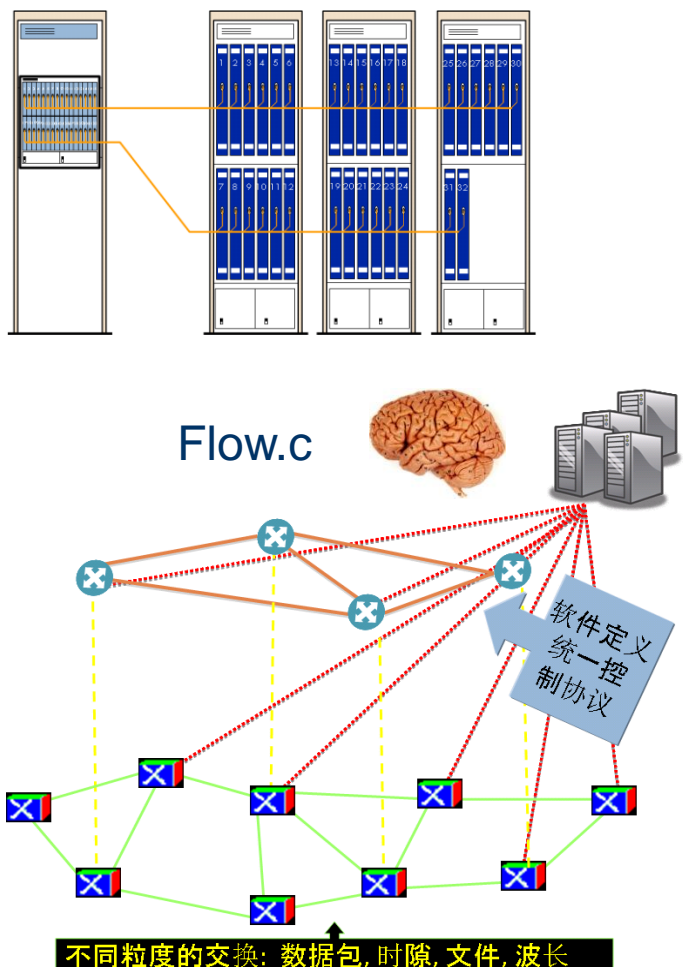 1 2 3 4 5 6
13 14 15 16 17 18
25 26 27 28 29 30
7 8 9 10 11 12
19 20 21 22 23 24
31 32
Flow.c
软件定义
统一控
制协议
不同粒度的交换: 数据包, 时隙, 文件, 波长